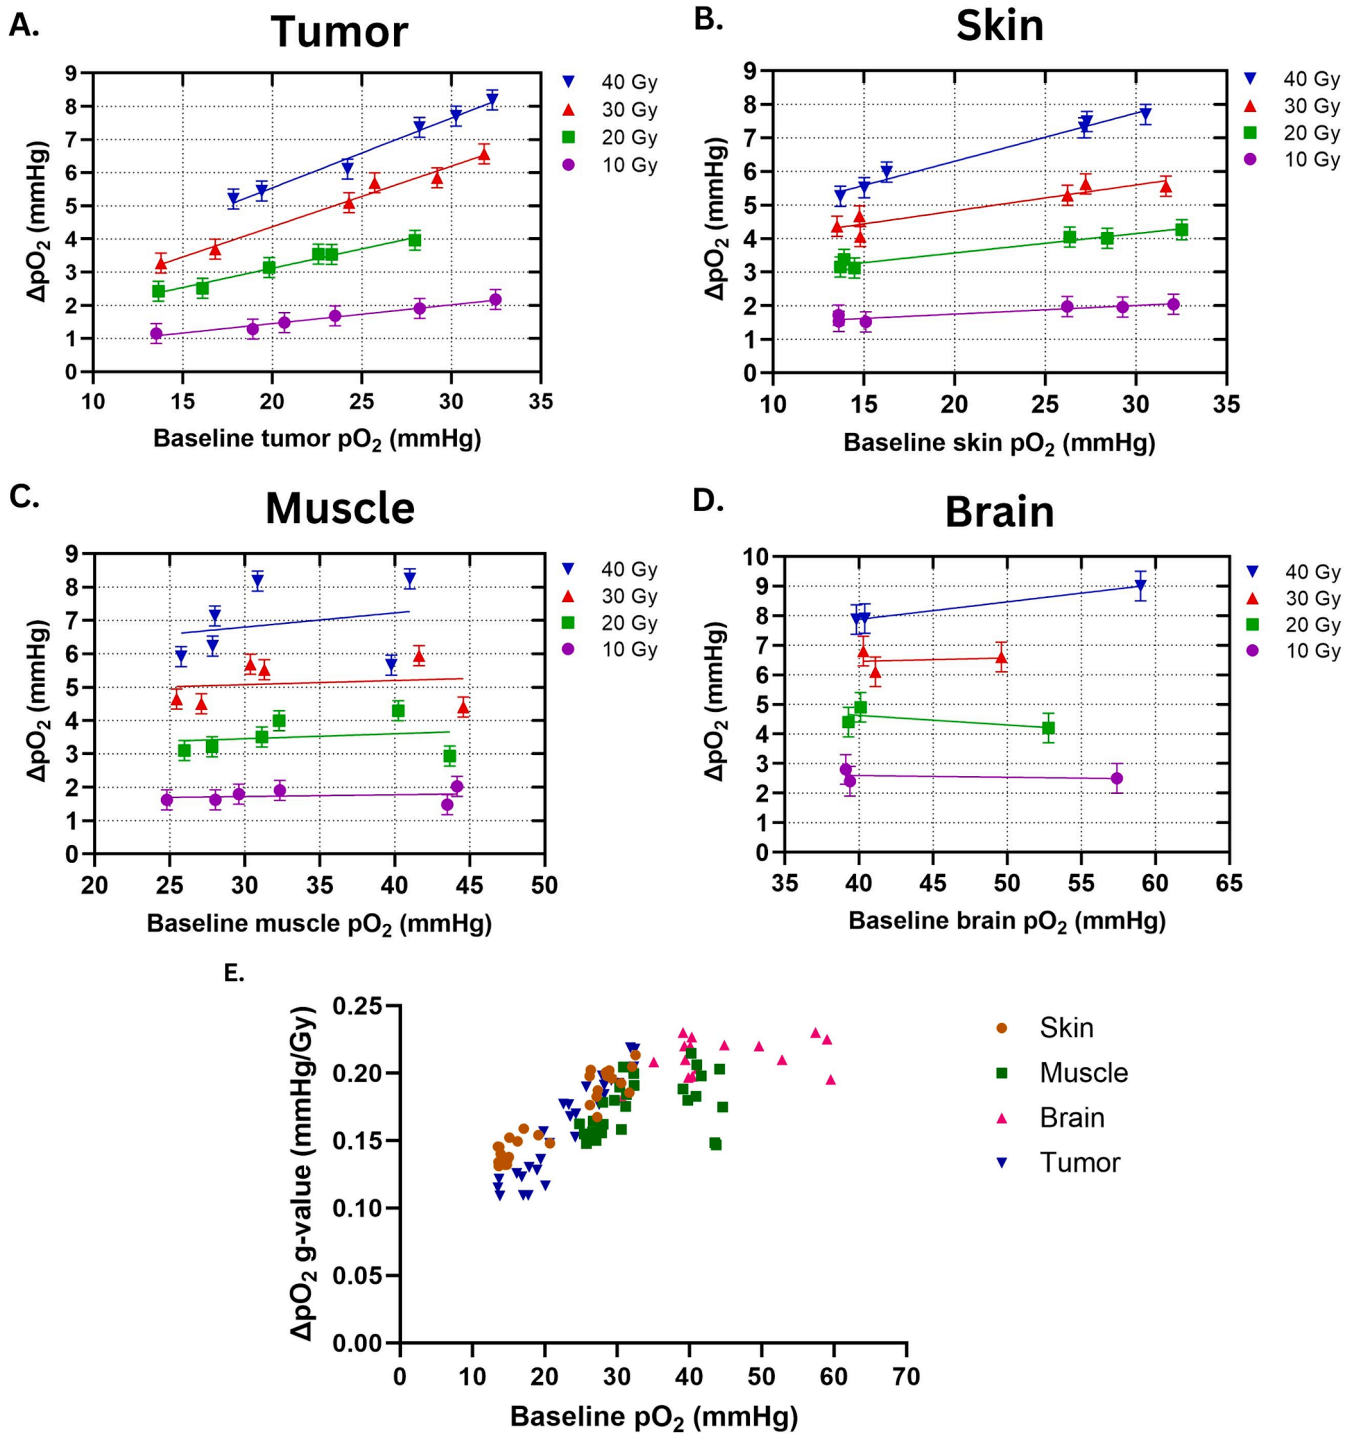 A.
Tumor
9
8
7
6
5
4
3
2
1
0
10 15 20 25 30 35
ΔpO2 (mmHg)
Baseline tumor pO2 (mmHg)
40 Gy
30 Gy
20 Gy
10 Gy
B.
Skin
9
8
7
6
5
4
3
2
1
0
10 15 20 25 30 35
ΔpO2 (mmHg)
Baseline skin pO2 (mmHg)
40 Gy
30 Gy
20 Gy
10 Gy
C.
Muscle
9
8
7
6
5
4
3
2
1
0
20 25 30 35 40 45 50
ΔpO2 (mmHg)
Baseline muscle pO2 (mmHg)
40 Gy
30 Gy
20 Gy
10 Gy
D.
Brain
10
9
8
7
6
5
4
3
2
1
0
35 40 45 50 55 60 65
ΔpO2 (mmHg)
Baseline brain pO2 (mmHg)
40 Gy
30 Gy
20 Gy
10 Gy
E.
0.25
0.20
0.15
0.10
0.05
0.00
0 10 20 30 40 50 60 70
ΔpO2 g-value (mmHg/Gy)
Baseline pO2 (mmHg)
Skin
Muscle
Brain
Tumor